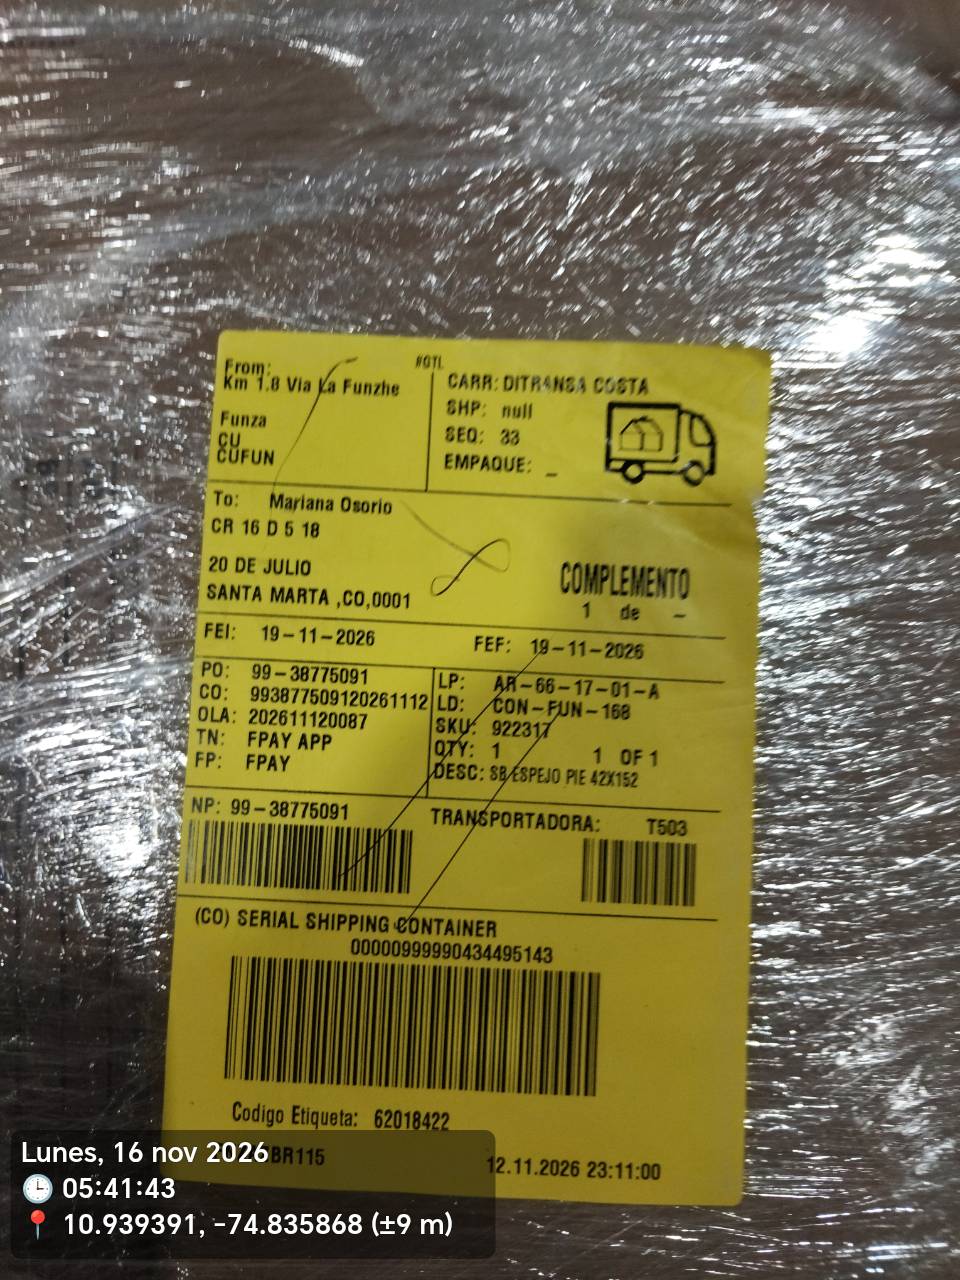 From:
Km 1.8 Via La Funzhe
Funza
CU
CUFUN
#GTL
CARR: DITRANSA COSTA
SHP: null
SEQ: 33
EMPAQUE: _
To: Mariana Osorio
CR 16 D 5 18
20 DE JULIO
SANTA MARTA ,CO,0001
COMPLEMENTO
1 de -
FEI: 19-11-2026
FEF: 19-11-2026
PO: 99-38775091
CO: 993877509120261112
OLA: 202611120087
TN: FPAY APP
FP: FPAY
LP: AR-66-17-01-A
LD: CON-FUN-168
SKU: 922317
QTY: 1 1 OF 1
DESC: SB ESPEJO PIE 42X152
NP: 99-38775091
TRANSPORTADORA: T503
(CO) SERIAL SHIPPING CONTAINER
00000999990434495143
Codigo Etiqueta: 62018422
BR115
12.11.2026 23:11:00
Lunes, 16 nov 2026
05:41:43
10.939391, -74.835868 (±9 m)